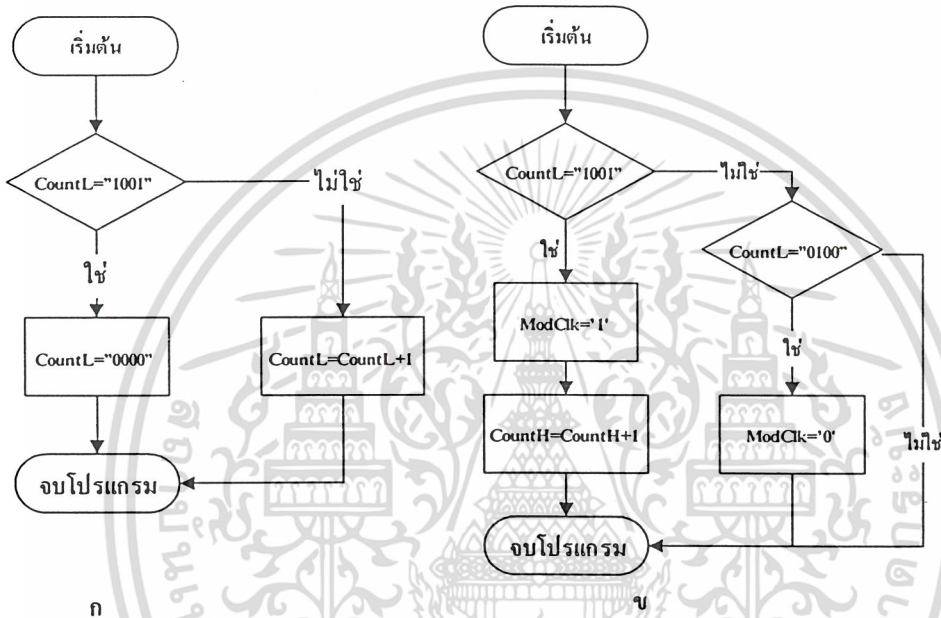 เริ่มต้น
CountL="1001"
ไม่ใช่
ใช่
CountL="0000"
CountL=CountL+1
จบโปรแกรม
ก
เริ่มต้น
CountL="1001"
ไม่ใช่
ใช่
CountL="0100"
ModClk='1'
ใช่
CountH=CountH+1
ModClk='0'
ไม่ใช่
จบโปรแกรม
ข